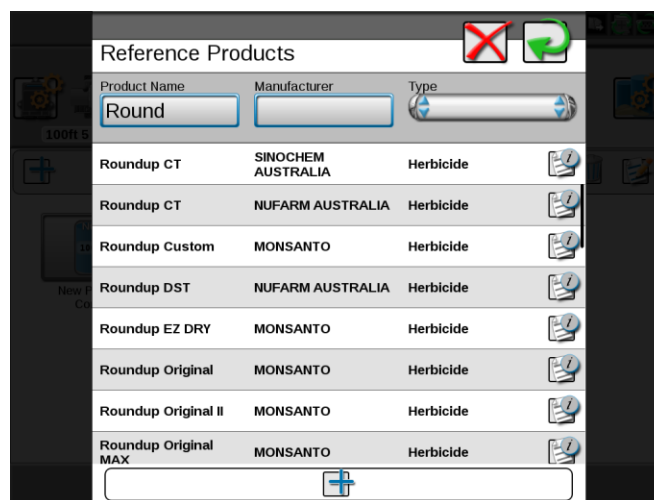 Reference Products
Product Name Manufacturer Type
Round
100ft S
Roundup CT SINOCHEM AUSTRALIA Herbicide
Roundup CT NUFARM AUSTRALIA Herbicide
Roundup Custom MONSANTO Herbicide
Roundup DST NUFARM AUSTRALIA Herbicide
Roundup EZ DRY MONSANTO Herbicide
Roundup Original MONSANTO Herbicide
Roundup Original II MONSANTO Herbicide
Roundup Original MAX MONSANTO Herbicide
New P
Co